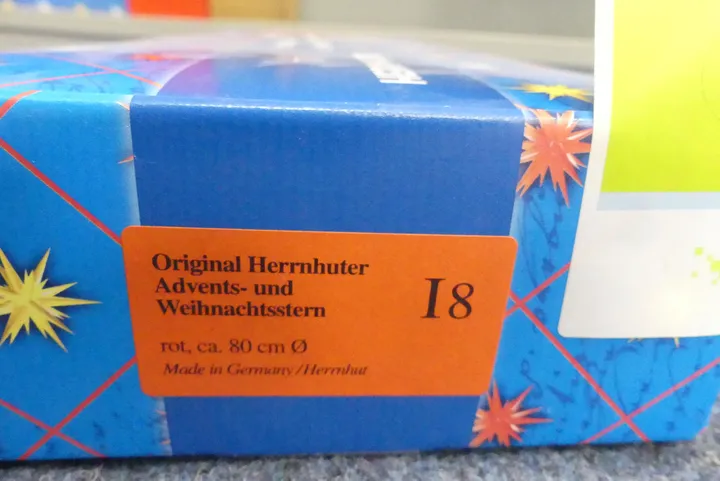 Original Herrnhuter
Advents- und
Weihnachtsstern
I8
rot, ca. 80 cm Ø
Made in Germany/Herrnhut